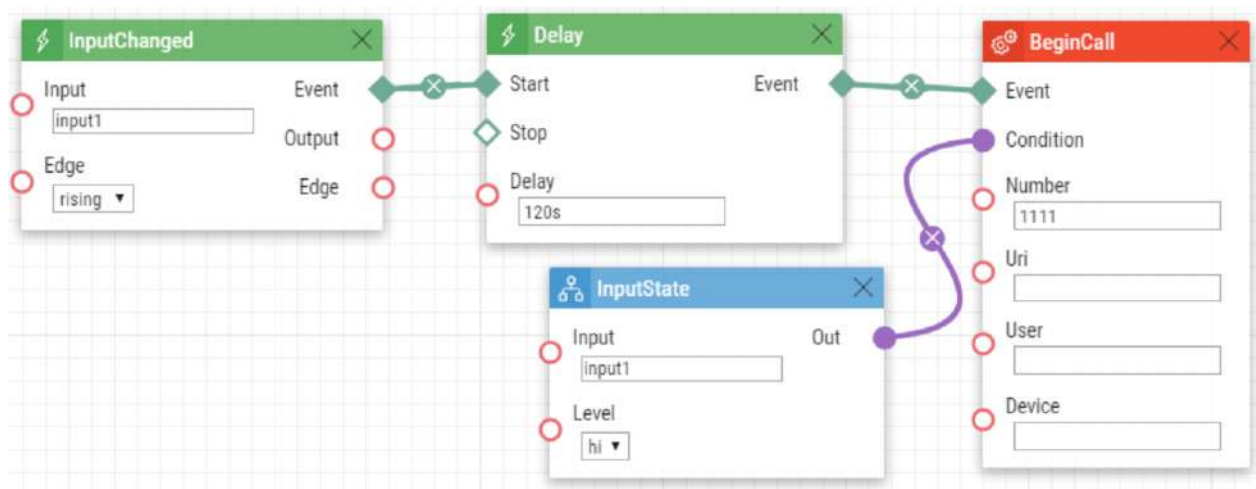 InputChanged
Input
input1
Event
Output
Edge
rising
Edge
Delay
Start
Event
Stop
Delay
120s
InputState
Input
Out
input1
Level
hi
BeginCall
Event
Condition
Number
1111
Uri
User
Device